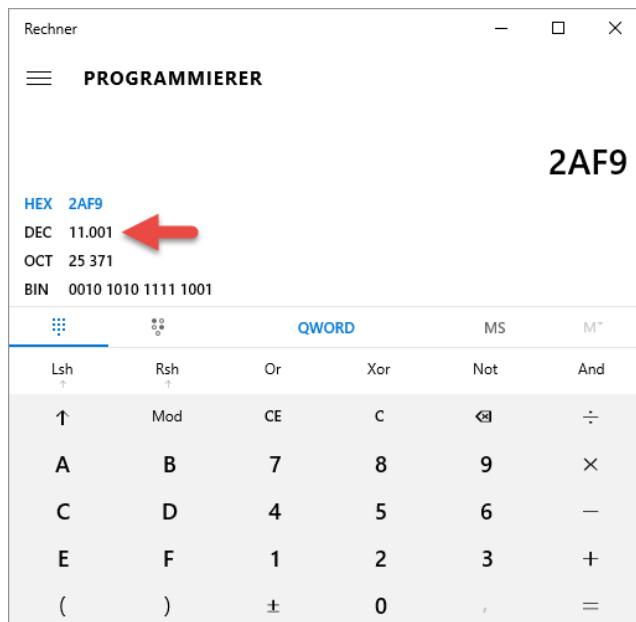 Rechner
PROGRAMMIERER
2AF9
HEX 2AF9
DEC 11.001
OCT 25 371
BIN 0010 1010 1111 1001
QWORD MS M˅
Lsh Rsh Or Xor Not And
↑ Mod CE C ⌫ ÷
A B 7 8 9 ×
C D 4 5 6 −
E F 1 2 3 +
( ) ± 0 , =